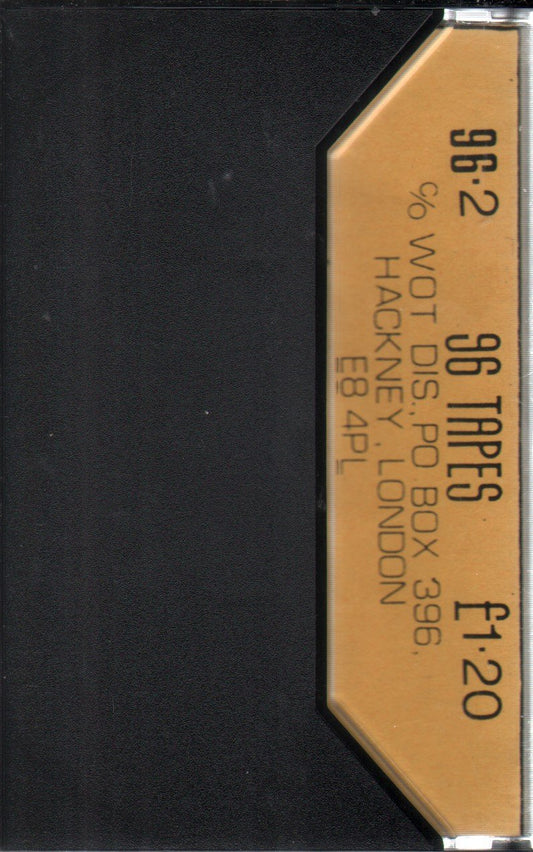 96·2 96 TAPES £1·20
c/o WOT DIS., PO BOX 396,
HACKNEY, LONDON
E8 4PL